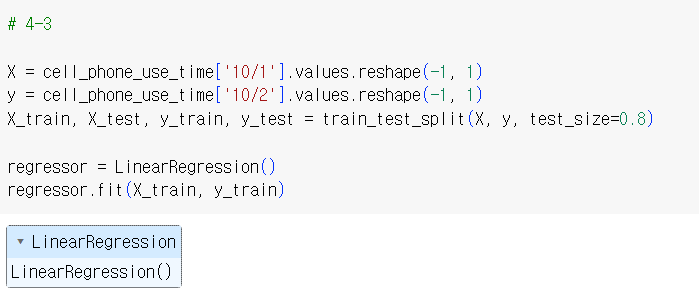 # 4-3
X = cell_phone_use_time['10/1'].values.reshape(-1, 1)
y = cell_phone_use_time['10/2'].values.reshape(-1, 1)
X_train, X_test, y_train, y_test = train_test_split(X, y, test_size=0.8)
regressor = LinearRegression()
regressor.fit(X_train, y_train)
▾ LinearRegression
LinearRegression()